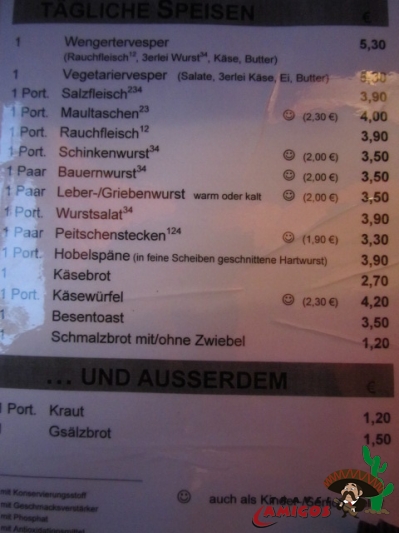 TÄGLICHE SPEISEN €
1 Wengertervesper 5,30
(Rauchfleisch¹², 3erlei Wurst³⁴, Käse, Butter)
1 Vegetariervesper (Salate, 3erlei Käse, Ei, Butter)
1 Port. Salzfleisch²³⁴ 3,90
1 Port. Maultaschen²³ ☺ (2,30 €) 4,00
1 Port. Rauchfleisch¹² 3,90
1 Port. Schinkenwurst³⁴ ☺ (2,00 €) 3,50
1 Paar Bauernwurst³⁴ ☺ (2,00 €) 3,50
1 Paar Leber-/Griebenwurst warm oder kalt ☺ (2,00 €) 3,50
1 Port. Wurstsalat³⁴ 3,90
1 Paar Peitschenstecken¹²⁴ ☺ (1,90 €) 3,30
1 Port. Hobelspäne (in feine Scheiben geschnittene Hartwurst) 3,90
1 Käsebrot 2,70
1 Port. Käsewürfel ☺ (2,30 €) 4,20
1 Besentoast 3,50
1 Schmalzbrot mit/ohne Zwiebel 1,20
... UND AUSSERDEM €
1 Port. Kraut 1,20
1 Gsälzbrot 1,50
mit Konservierungsstoff
☺ auch als Kinder-
mit Geschmacksverstärker
CAMIGOS
mit Phosphat
mit Antioxidationsmittel